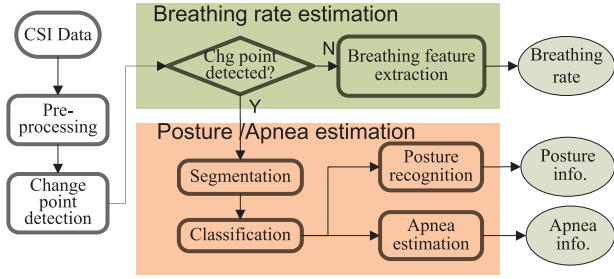 Breathing rate estimation
CSI Data
Pre-
processing
Change
point
detection
Chg point
detected?
N
Y
Breathing feature
extraction
Breathing
rate
Posture /Apnea estimation
Segmentation
Classification
Posture
recognition
Posture
info.
Apnea
estimation
Apnea
info.